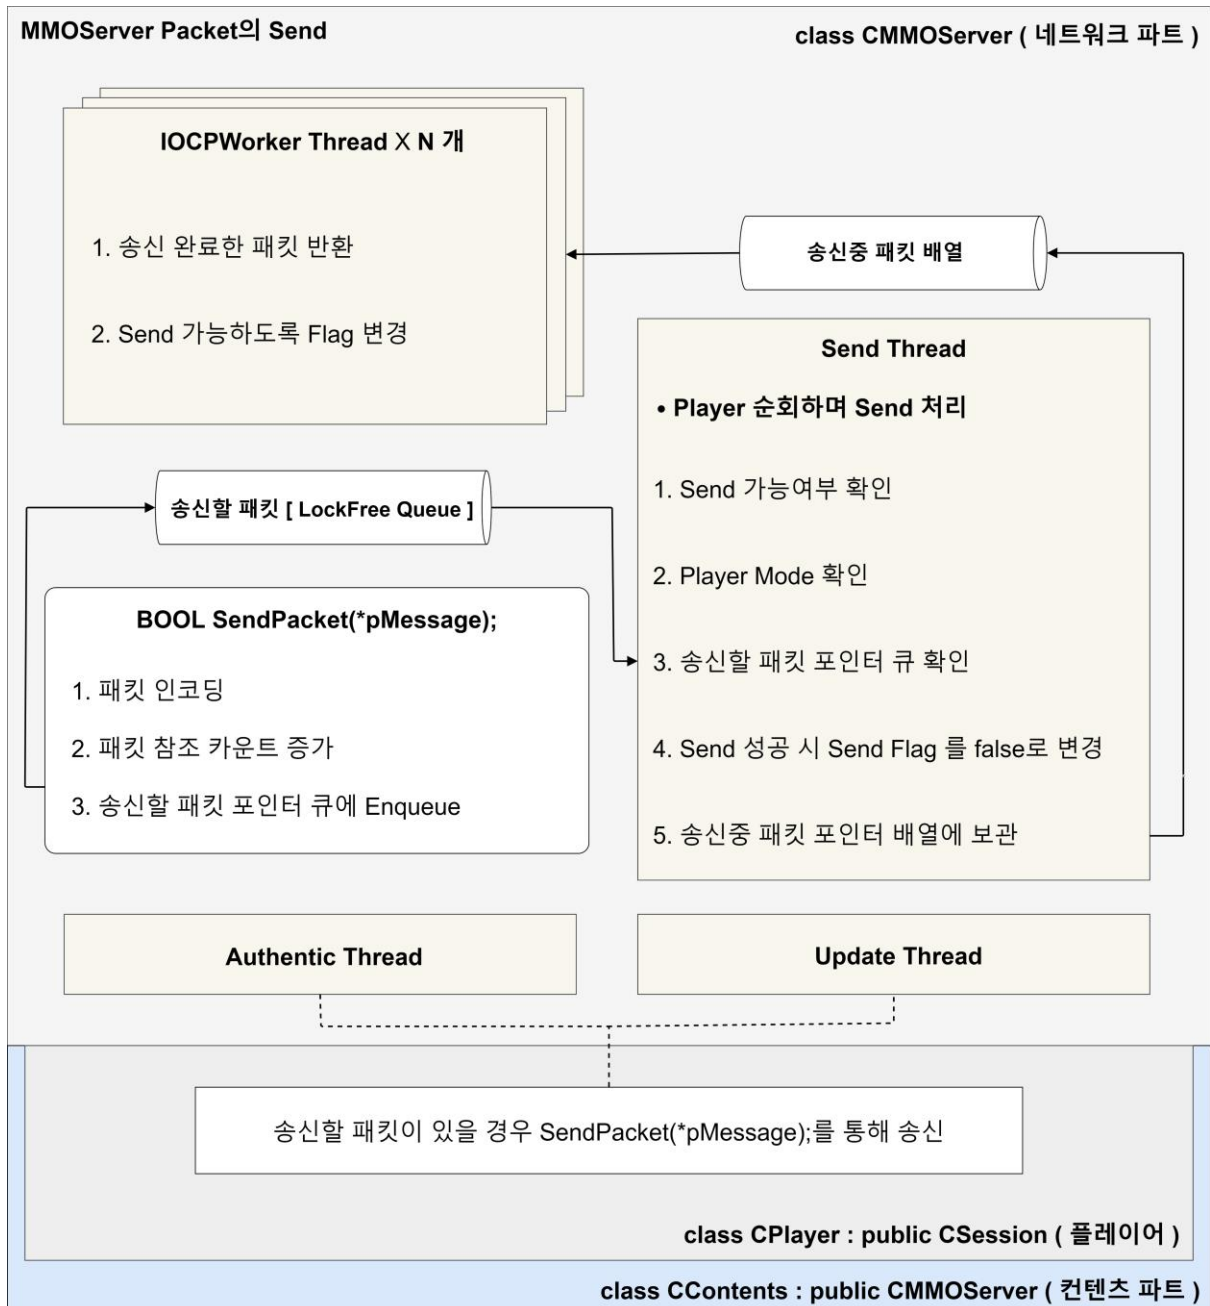 MMOServer Packet의 Send
class CMMOServer ( 네트워크 파트 )
IOCPWorker Thread X N 개
1. 송신 완료한 패킷 반환
2. Send 가능하도록 Flag 변경
송신중 패킷 배열
Send Thread
• Player 순회하며 Send 처리
1. Send 가능여부 확인
2. Player Mode 확인
3. 송신할 패킷 포인터 큐 확인
4. Send 성공 시 Send Flag 를 false로 변경
5. 송신중 패킷 포인터 배열에 보관
송신할 패킷 [ LockFree Queue ]
BOOL SendPacket(*pMessage);
1. 패킷 인코딩
2. 패킷 참조 카운트 증가
3. 송신할 패킷 포인터 큐에 Enqueue
Authentic Thread
Update Thread
송신할 패킷이 있을 경우 SendPacket(*pMessage);를 통해 송신
class CPlayer : public CSession ( 플레이어 )
class CContents : public CMMOServer ( 컨텐츠 파트 )